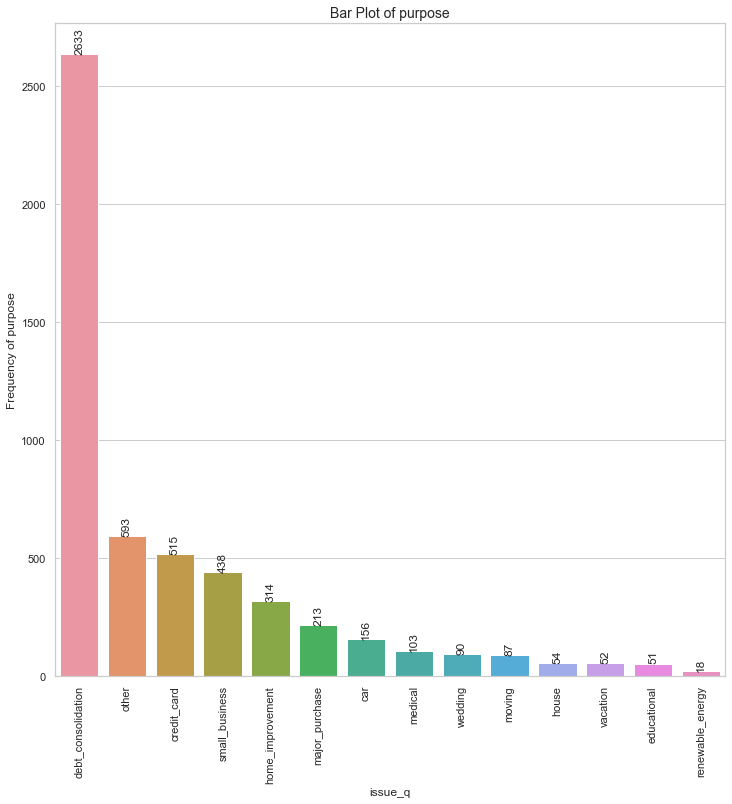 Bar Plot of purpose
Frequency of purpose
2500
2000
1500
1000
500
0
2633
593
515
438
314
213
156
103
90
87
54
52
51
18
debt_consolidation
other
credit_card
small_business
home_improvement
major_purchase
car
medical
wedding
moving
house
vacation
educational
renewable_energy
issue_q